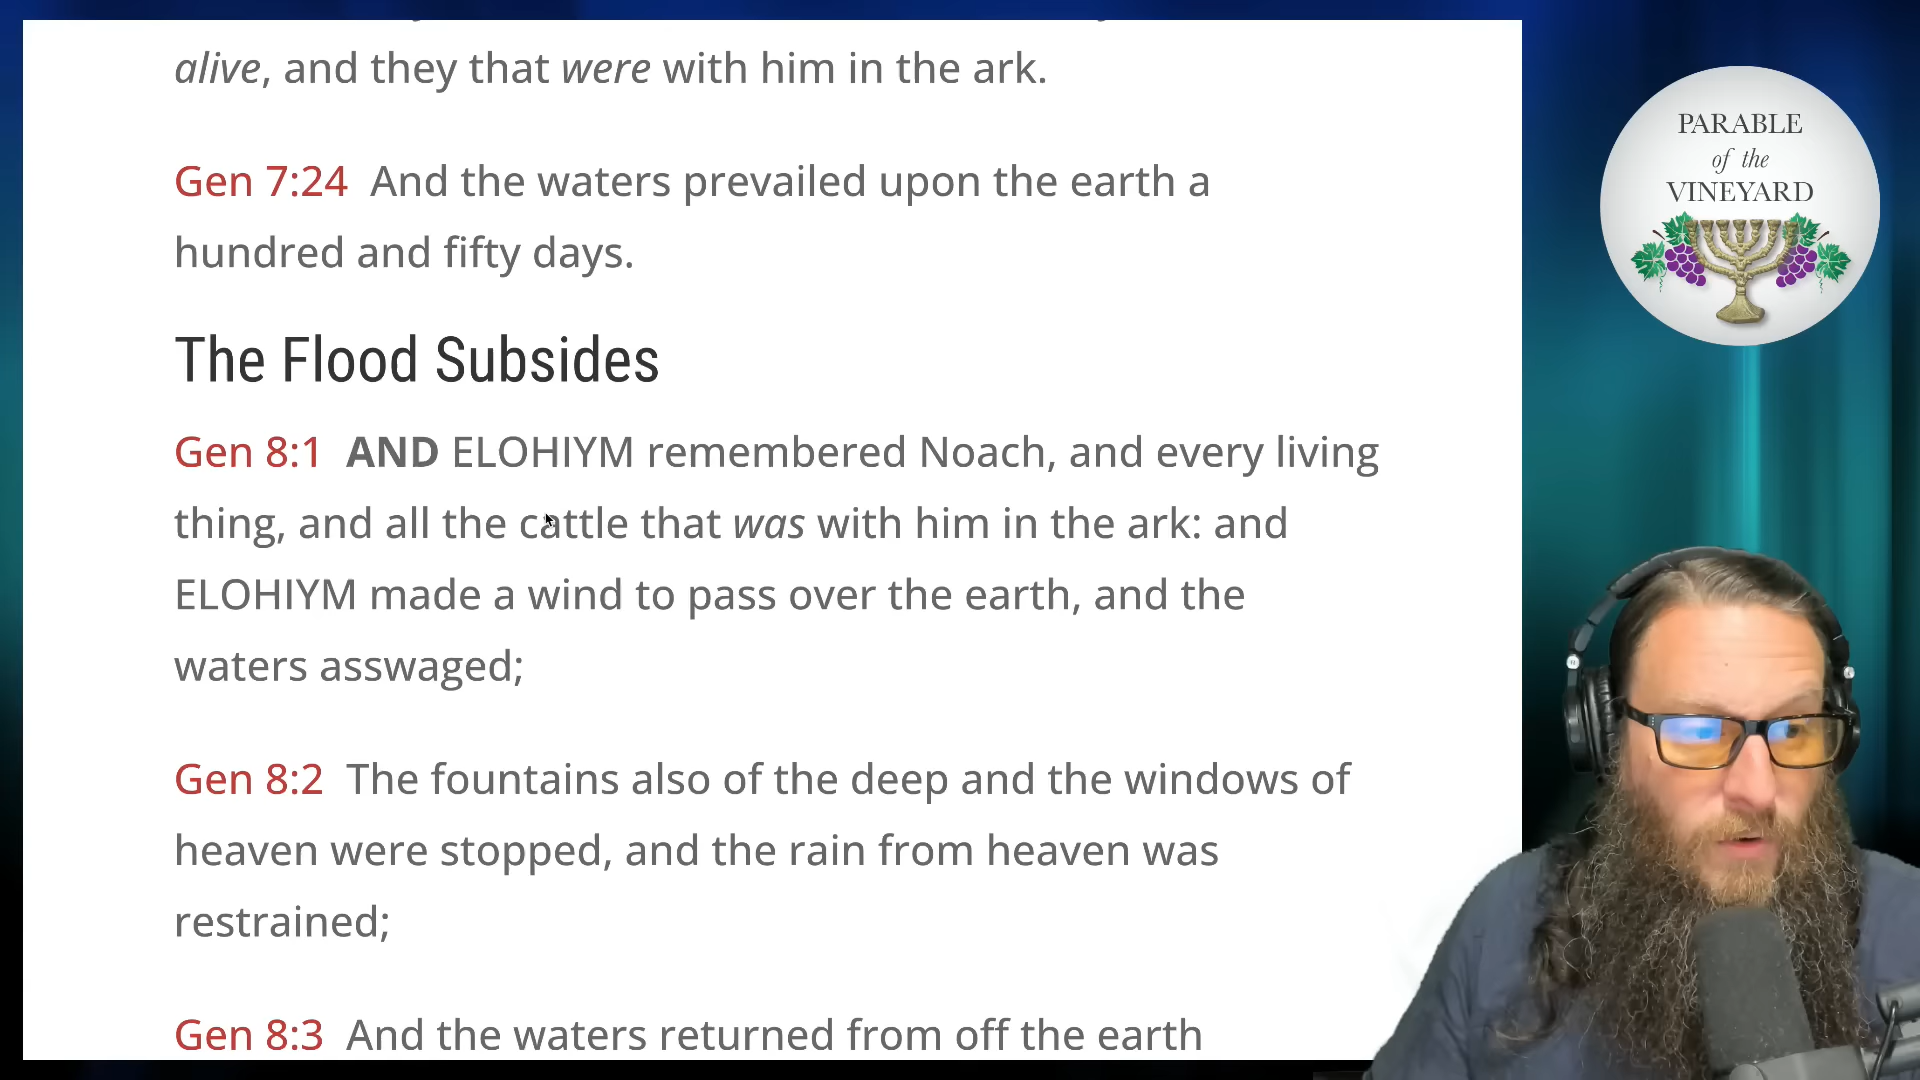 alive, and they that were with him in the ark.
Gen 7:24 And the waters prevailed upon the earth a
hundred and fifty days.
The Flood Subsides
Gen 8:1 AND ELOHIYM remembered Noach, and every living
thing, and all the cattle that was with him in the ark: and
ELOHIYM made a wind to pass over the earth, and the
waters asswaged;
Gen 8:2 The fountains also of the deep and the windows of
heaven were stopped, and the rain from heaven was
restrained;
Gen 8:3 And the waters returned from off the earth
PARABLE
of the
VINEYARD